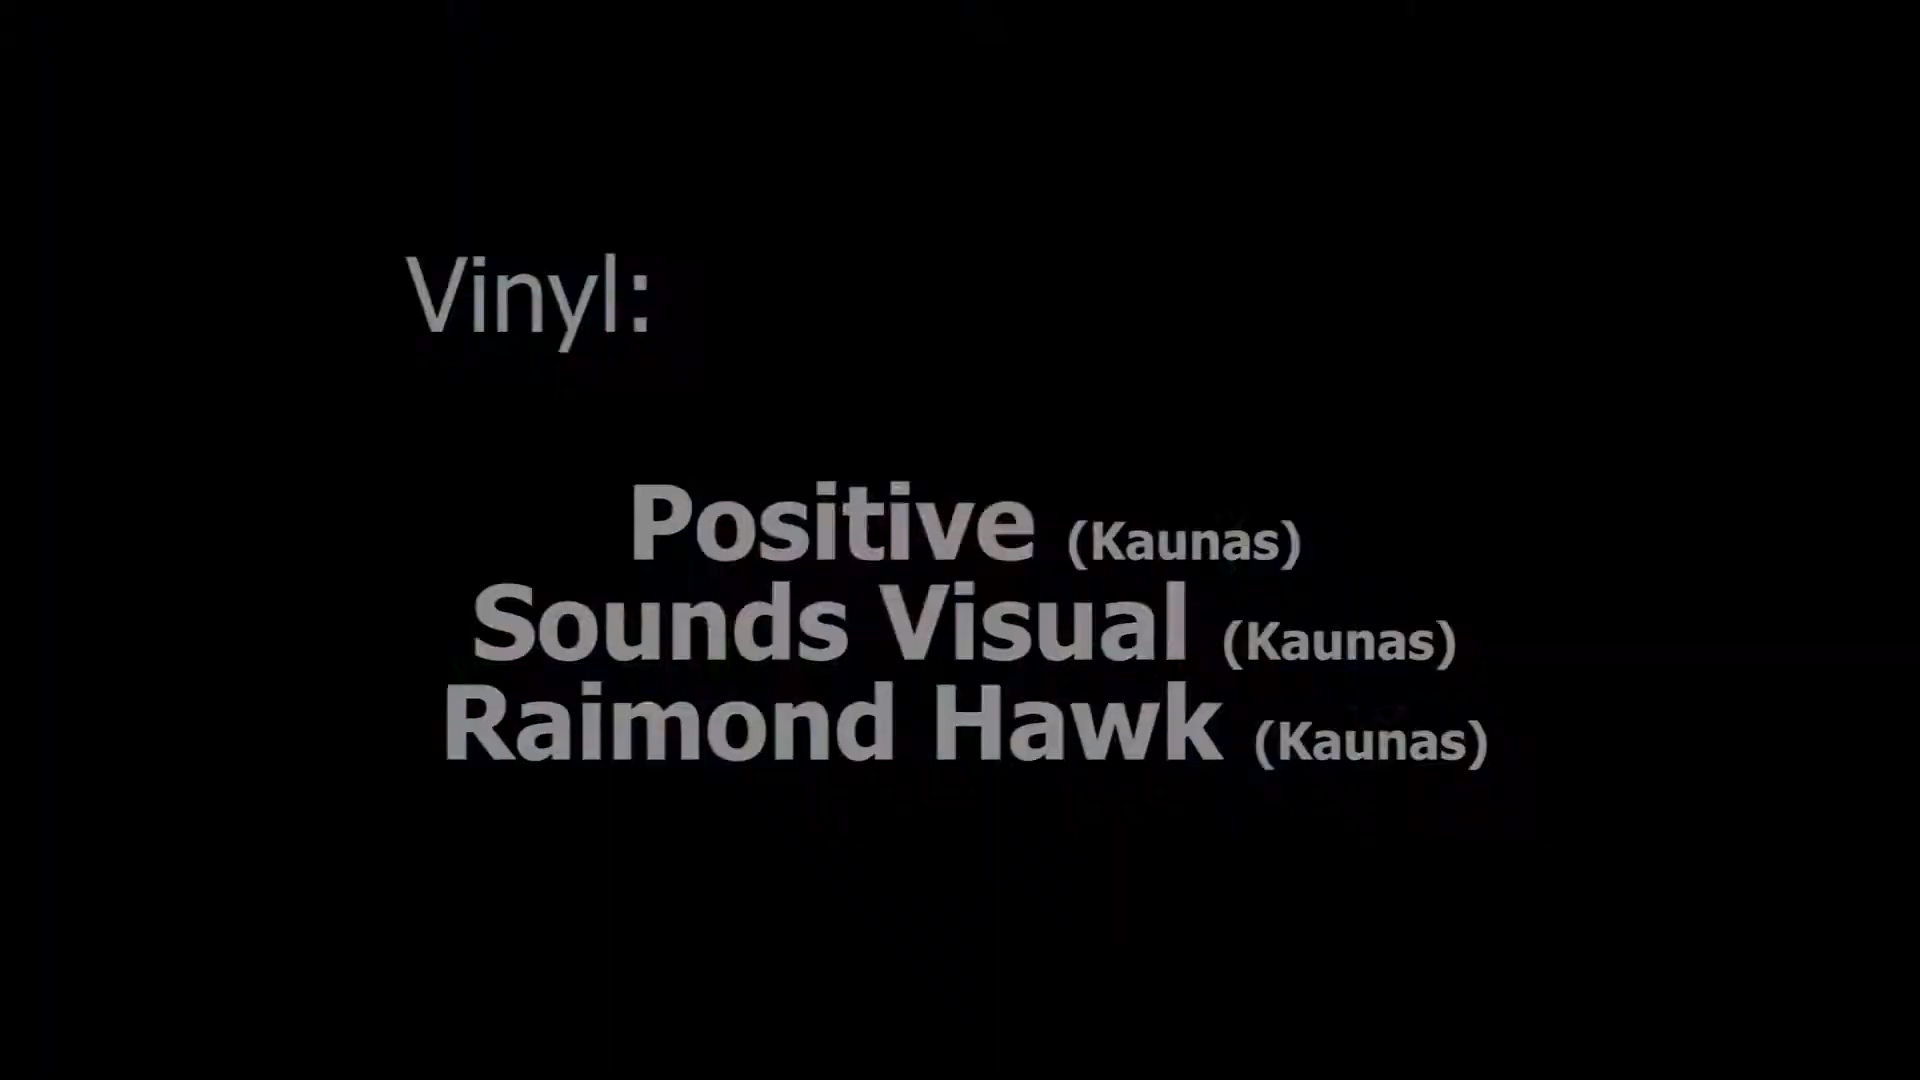 Vinyl:
Positive (Kaunas)
Sounds Visual (Kaunas)
Raimond Hawk (Kaunas)